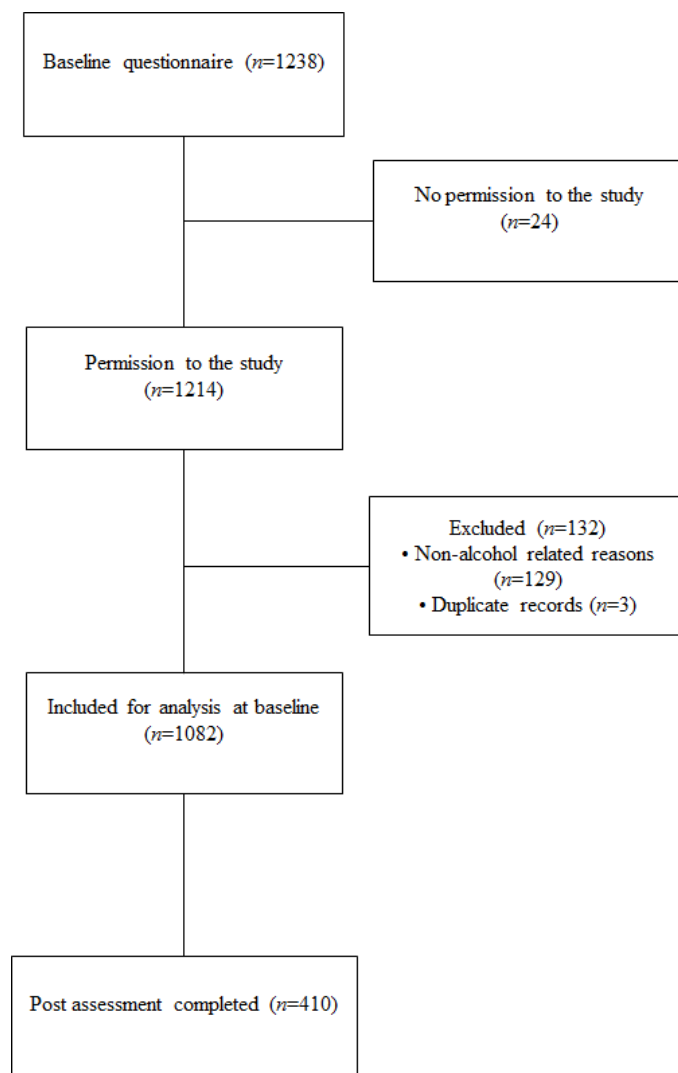 Baseline questionnaire (n=1238)
No permission to the study
(n=24)
Permission to the study
(n=1214)
Excluded (n=132)
• Non-alcohol related reasons
(n=129)
• Duplicate records (n=3)
Included for analysis at baseline
(n=1082)
Post assessment completed (n=410)